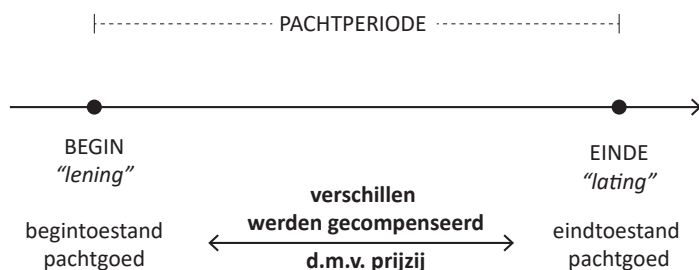 PACHTPERIODE
BEGIN
“lening”
EINDE
“lating”
verschillen
werden gecompenseerd
d.m.v. prijzij
begintoestand
pachtgoed
eindtoestand
pachtgoed